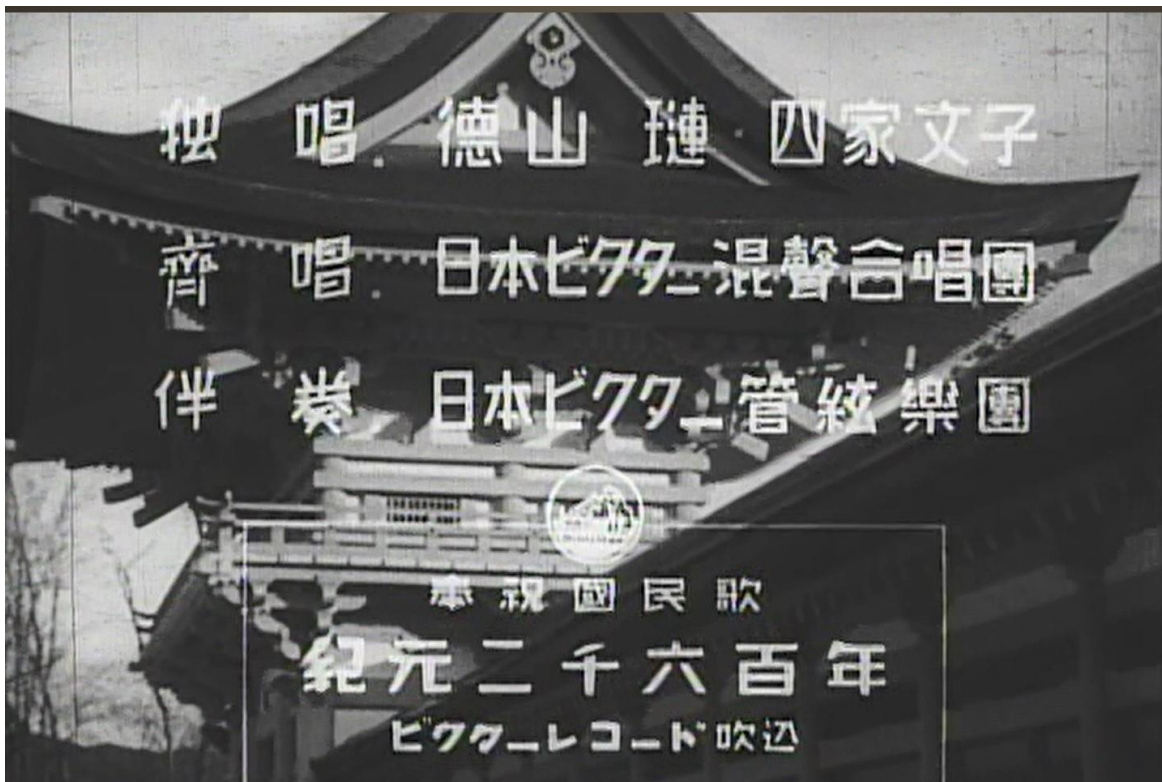 独唱 德山璉 四家文子
齊唱 日本ビクター混聲合唱團
伴奏 日本ビクター管絃樂團
奉祝國民歌
紀元二千六百年
ビクターレコード吹込